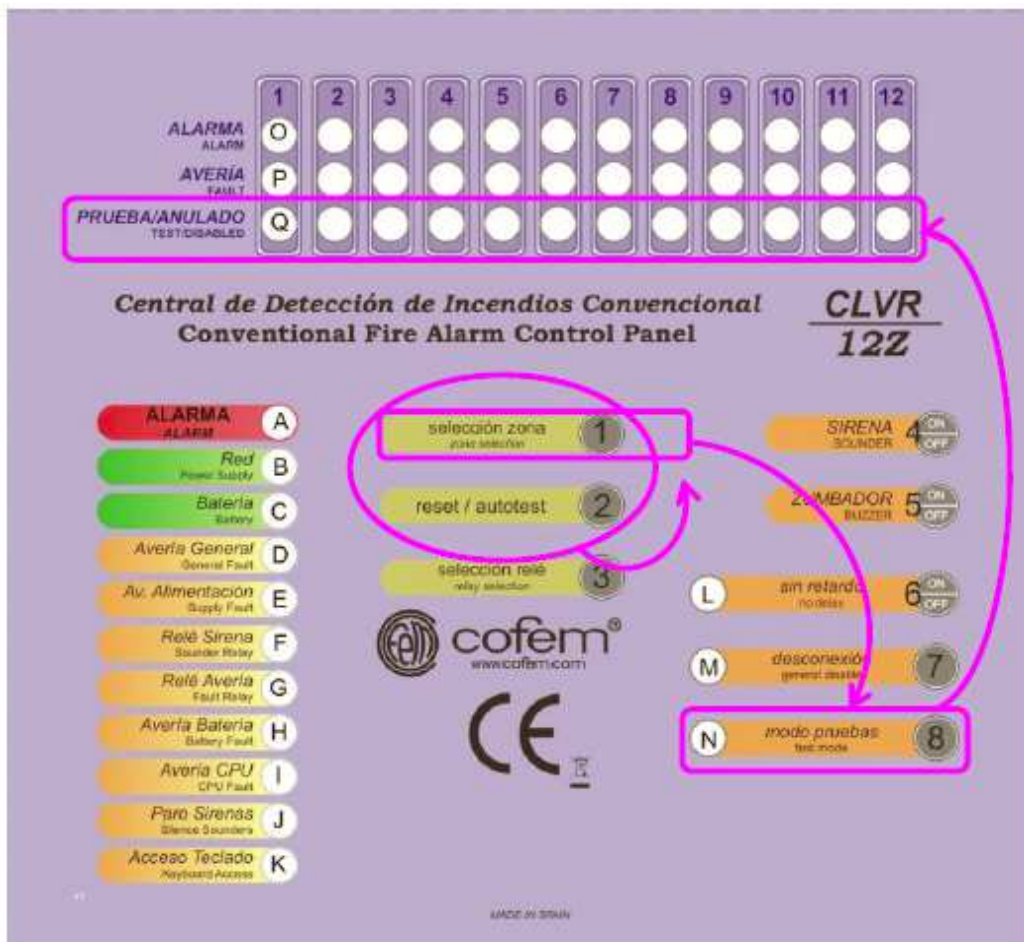 1 2 3 4 5 6 7 8 9 10 11 12
ALARMA O
ALARM
AVERÍA P
FAULT
PRUEBA/ANULADO Q
TEST/DISABLED
Central de Detección de Incendios Convencional
Conventional Fire Alarm Control Panel
CLVR
12Z
ALARMA A
ALARM
Red B
Power Supply
Batería C
Battery
Avería General D
General Fault
Av. Alimentación E
Supply Fault
Relé Sirena F
Sounder Relay
Relé Avería G
Fault Relay
Avería Batería H
Battery Fault
Avería CPU I
CPU Fault
Paro Sirenas J
Silence Sounders
Acceso Teclado K
Keyboard Access
selección zona 1
zone selection
reset / autotest 2
selección relé 3
relay selection
cofem®
www.cofem.com
CE
SIRENA 4 ON
SOUNDER OFF
ZUMBADOR 5 ON
BUZZER OFF
L sin retardo 6 ON
no delay OFF
M desconexión 7
general disable
N modo pruebas 8
test mode
MADE IN SPAIN